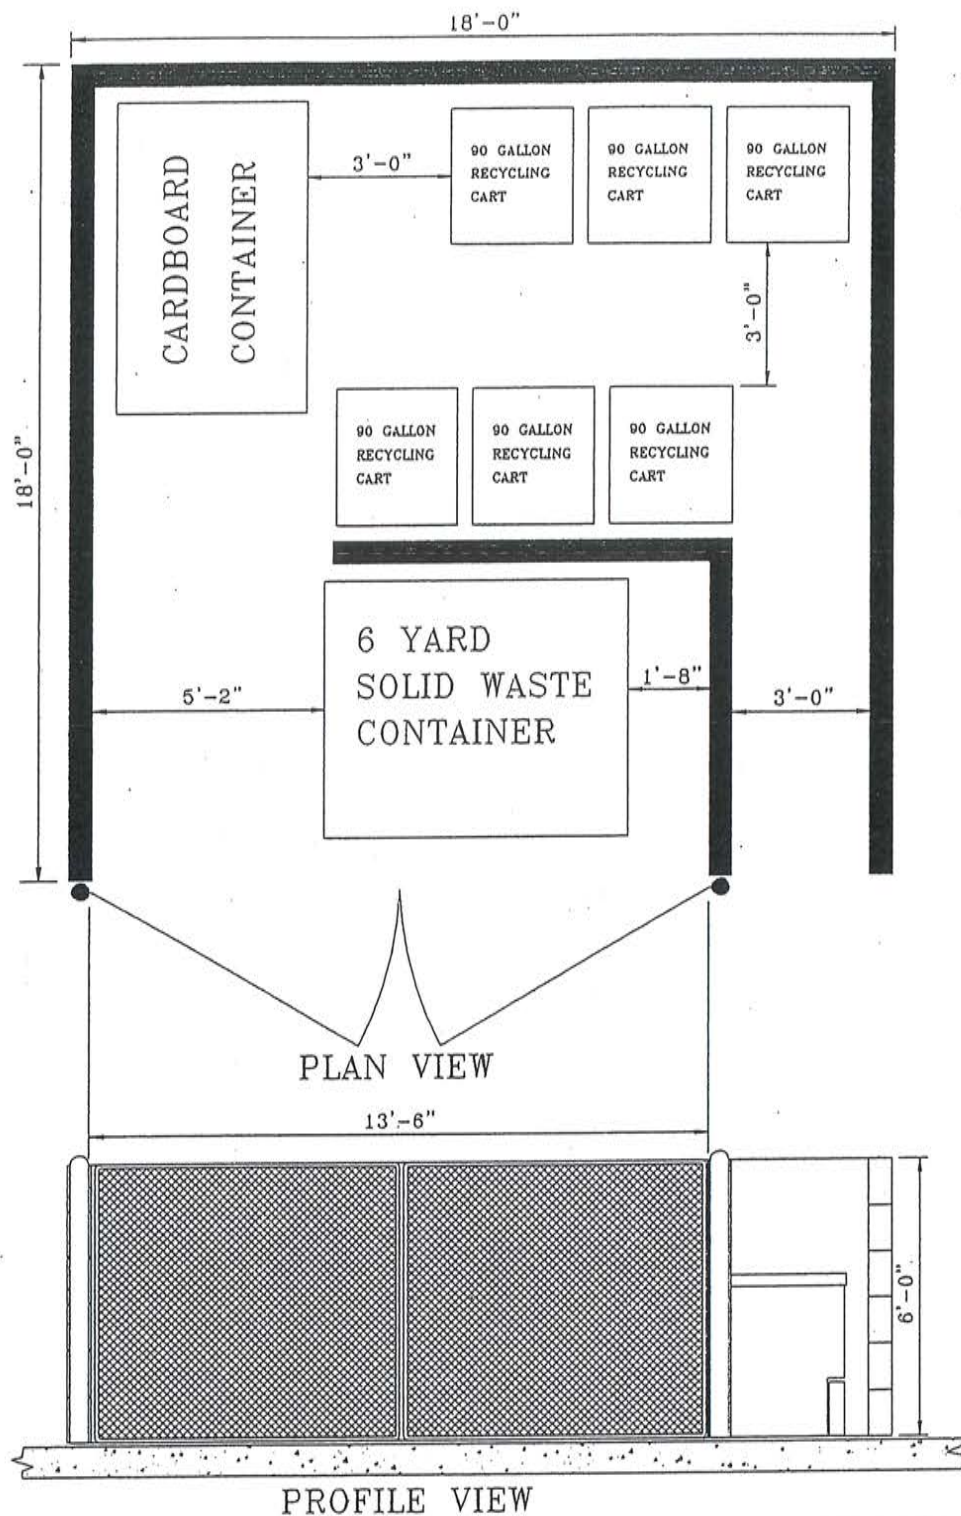 18'-0"
18'-0"
CARDBOARD
CONTAINER
3'-0"
90 GALLON
RECYCLING
CART
90 GALLON
RECYCLING
CART
90 GALLON
RECYCLING
CART
3'-0"
90 GALLON
RECYCLING
CART
90 GALLON
RECYCLING
CART
90 GALLON
RECYCLING
CART
6 YARD
SOLID WASTE
CONTAINER
5'-2"
1'-8"
3'-0"
PLAN VIEW
13'-6"
6'-0"
PROFILE VIEW